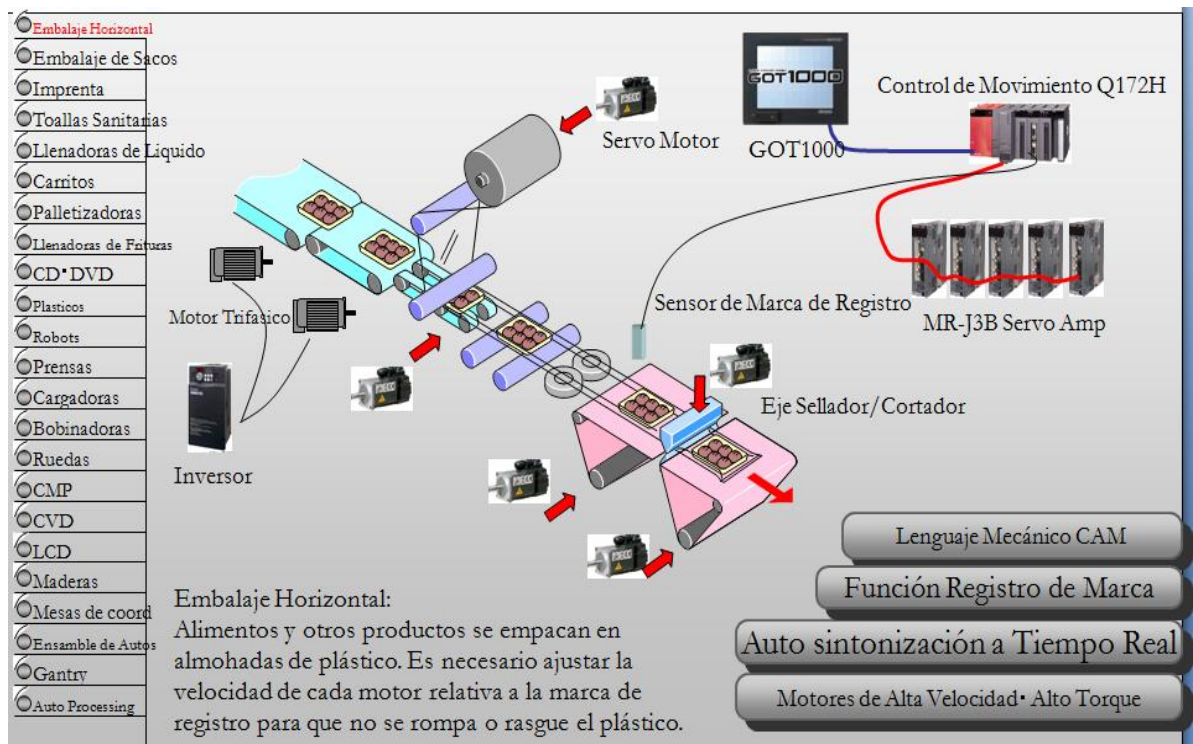 Embalaje Horizontal
Embalaje de Sacos
Imprenta
Toallas Sanitarias
Llenadoras de Liquido
Carritos
Palletizadoras
Llenadoras de Frituras
CD・DVD
Plasticos
Robots
Prensas
Cargadoras
Bobinadoras
Ruedas
CMP
CVD
LCD
Maderas
Mesas de coord
Ensamble de Autos
Gantry
Auto Processing
Servo Motor
GOT1000
GOT1000
Control de Movimiento Q172H
Motor Trifasico
Sensor de Marca de Registro
MR-J3B Servo Amp
Eje Sellador/Cortador
Inversor
Embalaje Horizontal:
Alimentos y otros productos se empacan en
almohadas de plástico. Es necesario ajustar la
velocidad de cada motor relativa a la marca de
registro para que no se rompa o rasgue el plástico.
Lenguaje Mecánico CAM
Función Registro de Marca
Auto sintonización a Tiempo Real
Motores de Alta Velocidad・Alto Torque